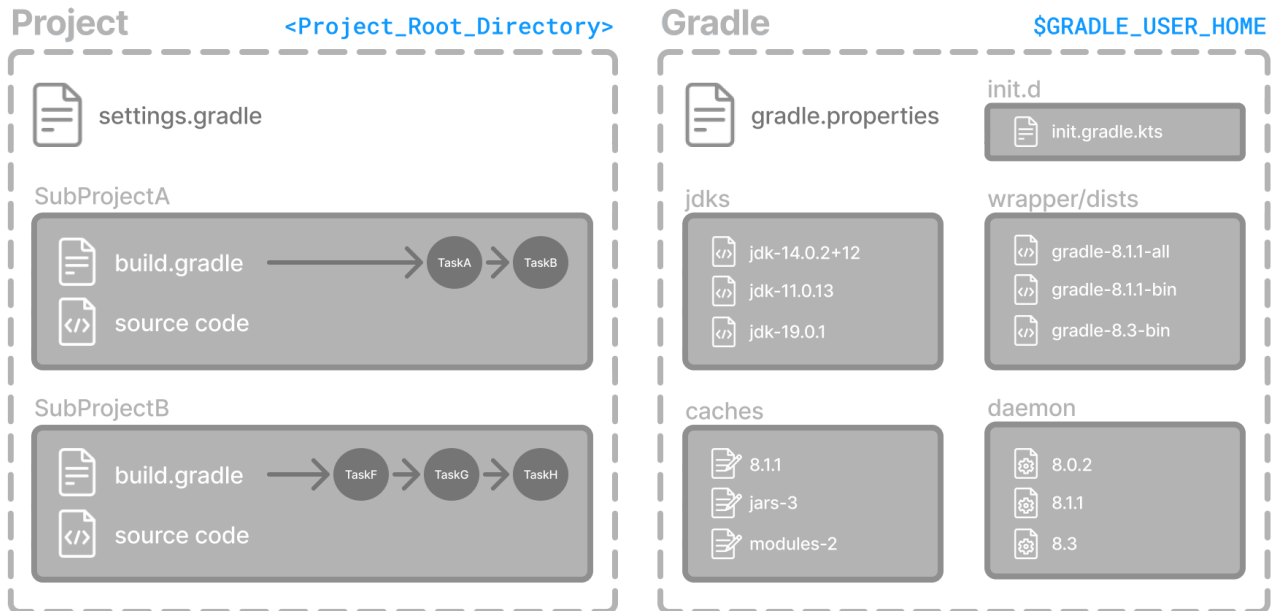 Project
<Project_Root_Directory>
settings.gradle
SubProjectA
build.gradle
TaskA
TaskB
source code
SubProjectB
build.gradle
TaskF
TaskG
TaskH
source code
Gradle
$GRADLE_USER_HOME
gradle.properties
init.d
init.gradle.kts
jdks
jdk-14.0.2+12
jdk-11.0.13
jdk-19.0.1
wrapper/dists
gradle-8.1.1-all
gradle-8.1.1-bin
gradle-8.3-bin
caches
8.1.1
jars-3
modules-2
daemon
8.0.2
8.1.1
8.3